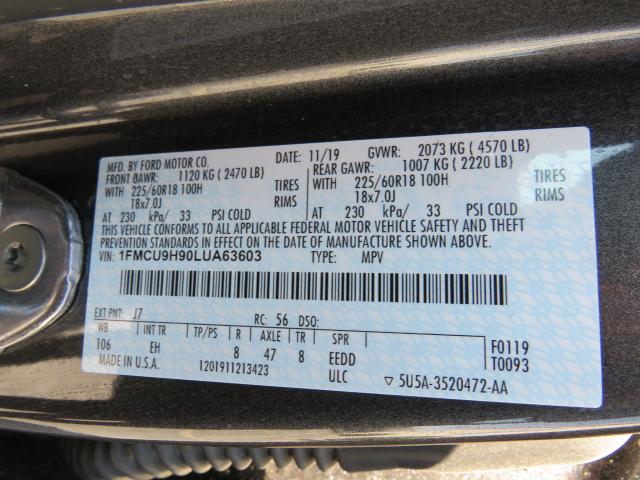 MFD. BY FORD MOTOR CO.
DATE: 11/19 GVWR: 2073 KG ( 4570 LB)
FRONT GAWR: 1120 KG ( 2470 LB)
REAR GAWR: 1007 KG ( 2220 LB)
WITH 225/60R18 100H TIRES WITH 225/60R18 100H TIRES
18x7.0J RIMS 18x7.0J RIMS
AT 230 kPa/ 33 PSI COLD AT 230 kPa/ 33 PSI COLD
THIS VEHICLE CONFORMS TO ALL APPLICABLE FEDERAL MOTOR VEHICLE SAFETY AND THEFT
PREVENTION STANDARDS IN EFFECT ON THE DATE OF MANUFACTURE SHOWN ABOVE.
VIN: 1FMCU9H90LUA63603 TYPE: MPV
EXT PNT: J7 RC: 56 DSO:
WB INT TR TP/PS R AXLE TR SPR F0119
106 EH 8 47 8 EEDD T0093
MADE IN U.S.A. 1201911213423 ULC ▽ 5U5A-3520472-AA